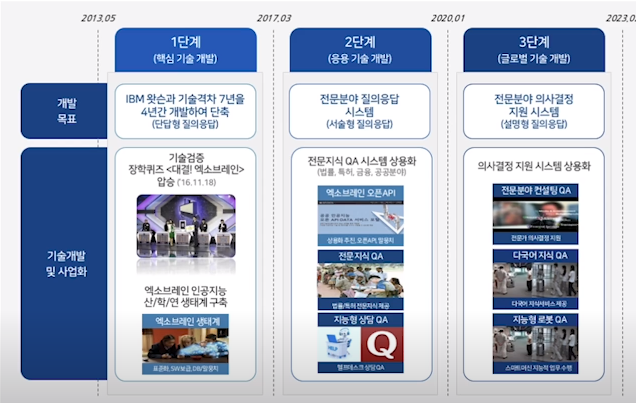 2013,05
2017,03
2020,01
2023,
1단계
(핵심 기술 개발)
2단계
(응용 기술 개발)
3단계
(글로벌 기술 개발)
개발
목표
IBM 왓슨과 기술격차 7년을
4년간 개발하여 단축
(단답형 질의응답)
전문분야 질의응답
시스템
(서술형 질의응답)
전문분야 의사결정
지원 시스템
(설명형 질의응답)
기술개발
및 사업화
기술검증
장학퀴즈 <대결! 엑소브레인>
압승 ('16.11.18)
엑소브레인 인공지능
산/학/연 생태계 구축
엑소브레인 생태계
표준화, SW보급, DB/말뭉치
전문지식 QA 시스템 상용화
(법률, 특허, 금융, 공공분야)
엑소브레인 오픈API
상용화 추진, 오픈API, 말뭉치
전문 지식 QA
법률/특허 전문지식 제공
지능형 상담 QA
HELP
Q
헬프데스크 상담 QA
의사결정 지원 시스템 상용화
전문분야 컨설팅 QA
전문가 의사결정 지원
다국어 지식 QA
다국어 지식서비스 제공
지능형 로봇 QA
스마트머신 지능적 업무 수행